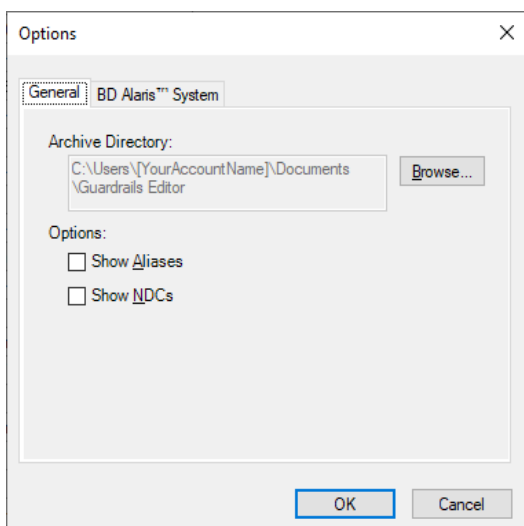 Options
General
BD Alaris™ System
Archive Directory:
C:\Users\[YourAccountName]\Documents
\Guardrails Editor
Browse...
Options:
Show Aliases
Show NDCs
OK
Cancel